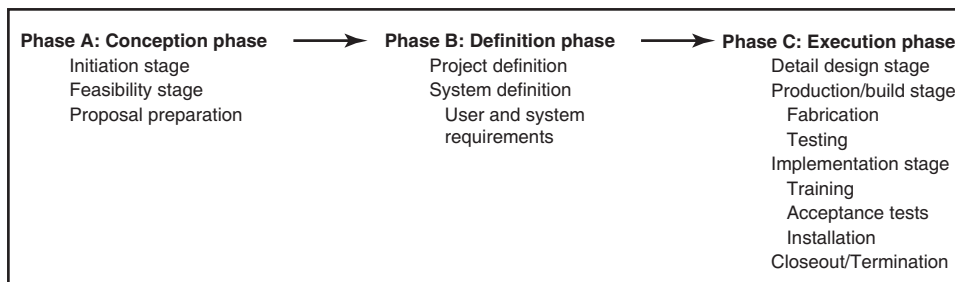 Phase A: Conception phase
Initiation stage
Feasibility stage
Proposal preparation
Phase B: Definition phase
Project definition
System definition
User and system
requirements
Phase C: Execution phase
Detail design stage
Production/build stage
Fabrication
Testing
Implementation stage
Training
Acceptance tests
Installation
Closeout/Termination